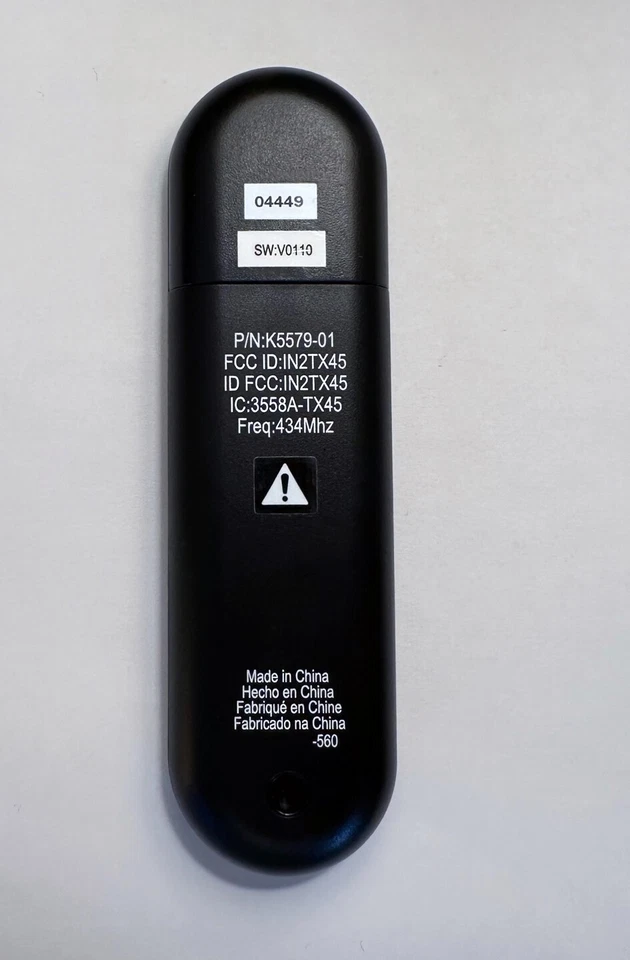 04449
SW:V0110
P/N:K5579-01
FCC ID:IN2TX45
ID FCC:IN2TX45
IC:3558A-TX45
Freq:434Mhz
Made in China
Hecho en China
Fabriqué en Chine
Fabricado na China
-560